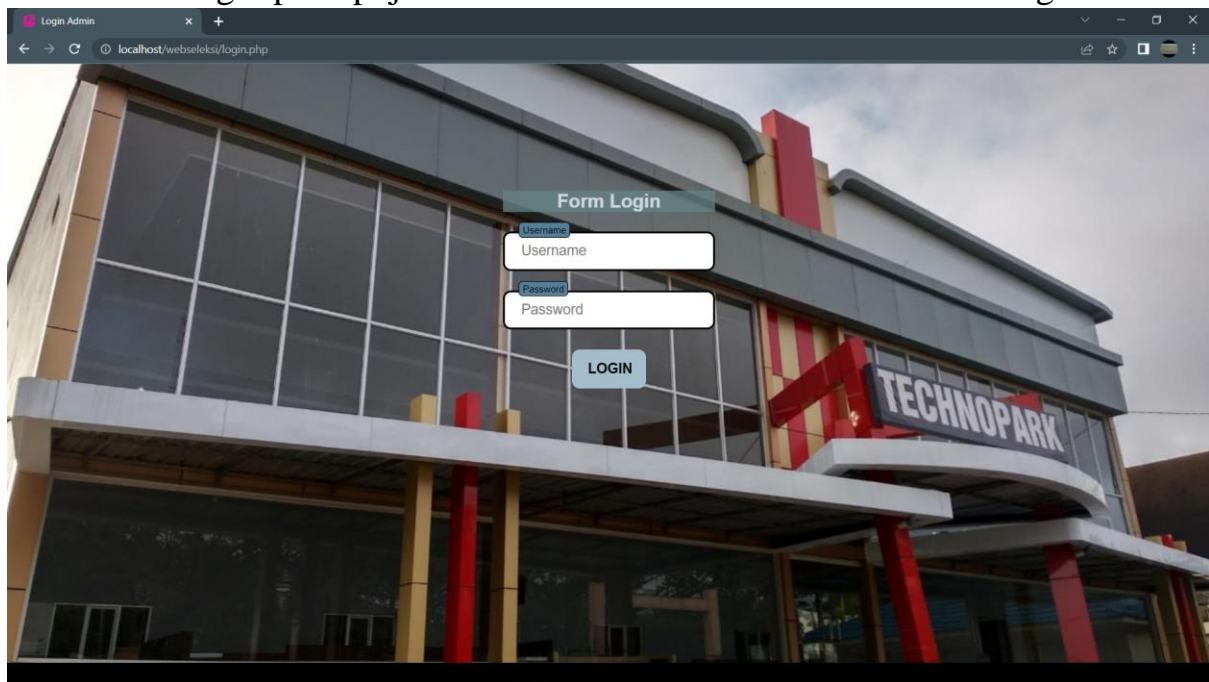 Login Admin
localhost/webseleksi/login.php
Form Login
Username
Username
Password
Password
LOGIN
TECHNOPARK